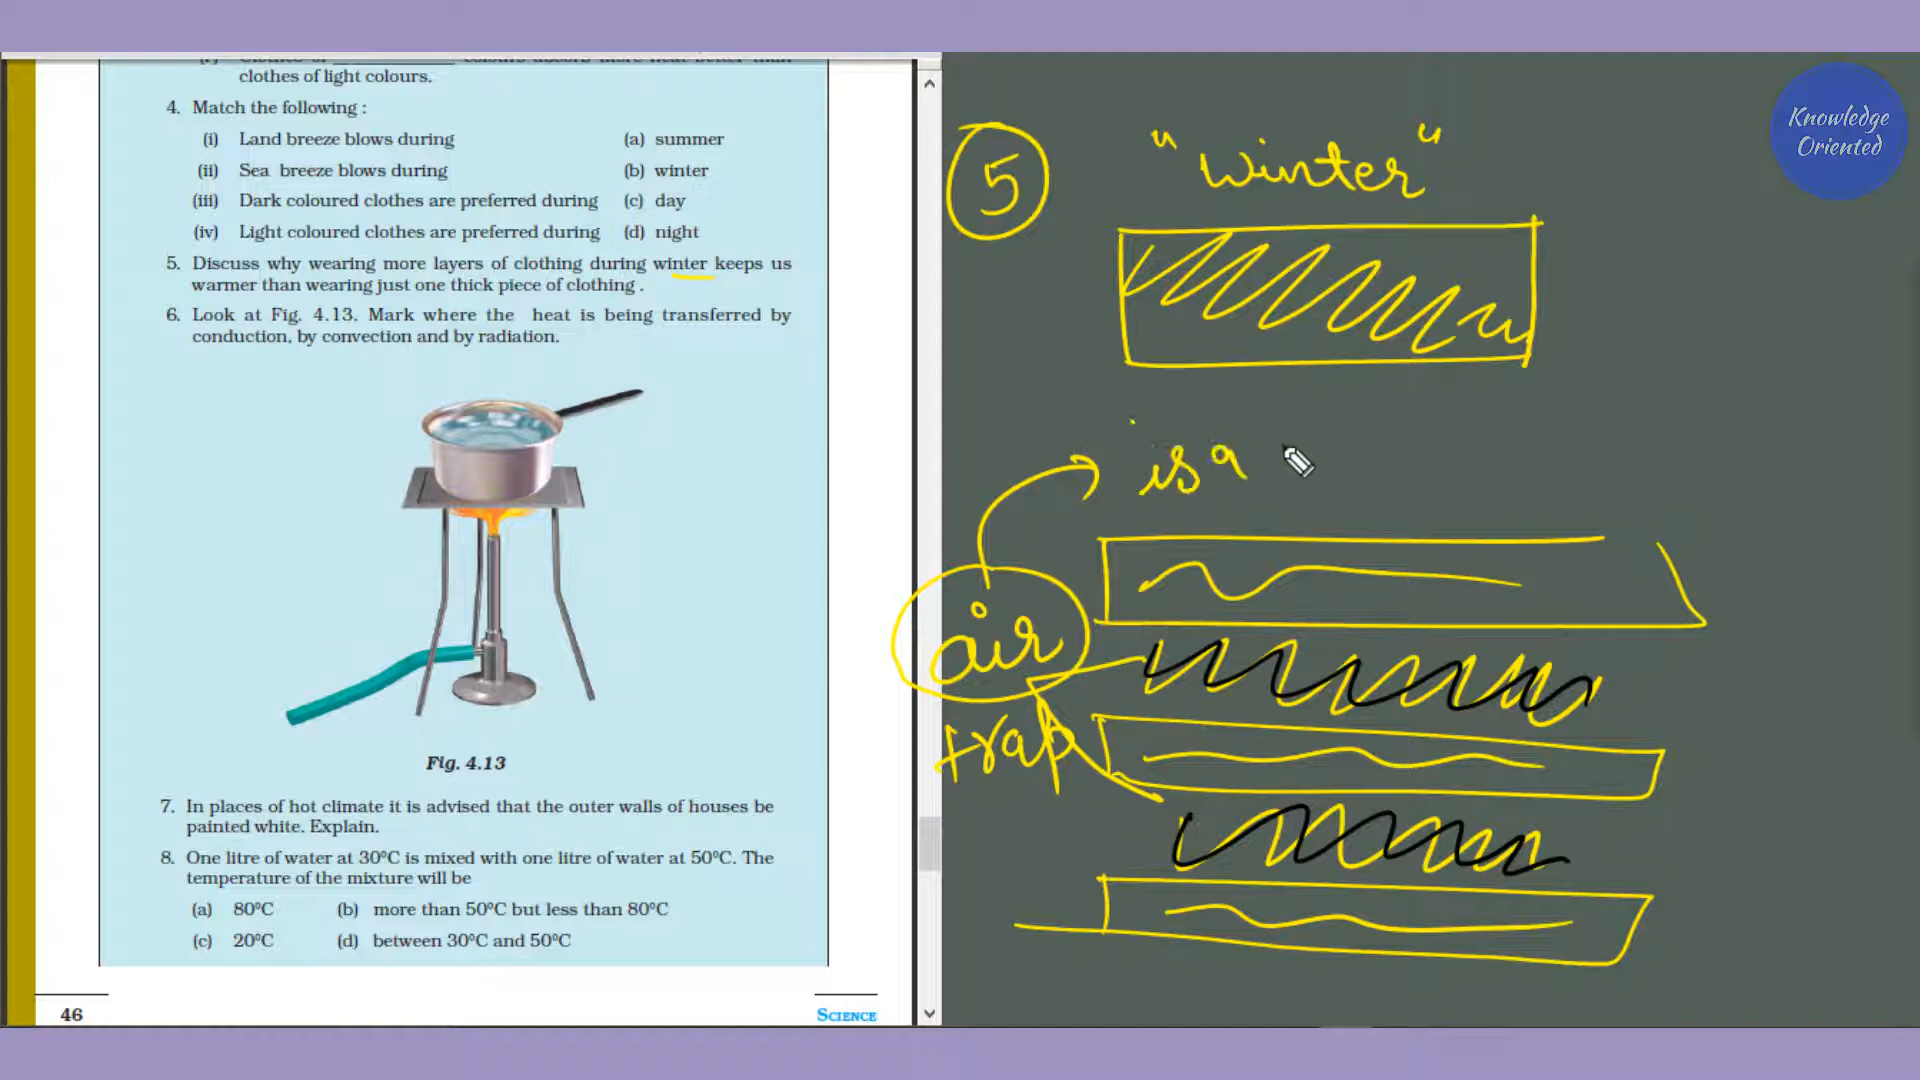 clothes of light colours.
4. Match the following :
(i) Land breeze blows during (a) summer
(ii) Sea breeze blows during (b) winter
(iii) Dark coloured clothes are preferred during (c) day
(iv) Light coloured clothes are preferred during (d) night
5. Discuss why wearing more layers of clothing during winter keeps us
warmer than wearing just one thick piece of clothing .
6. Look at Fig. 4.13. Mark where the heat is being transferred by
conduction, by convection and by radiation.
Fig. 4.13
7. In places of hot climate it is advised that the outer walls of houses be
painted white. Explain.
8. One litre of water at 30°C is mixed with one litre of water at 50°C. The
temperature of the mixture will be
(a) 80°C (b) more than 50°C but less than 80°C
(c) 20°C (d) between 30°C and 50°C
46
SCIENCE
5
"winter"
is a
air
trap
Knowledge
Oriented